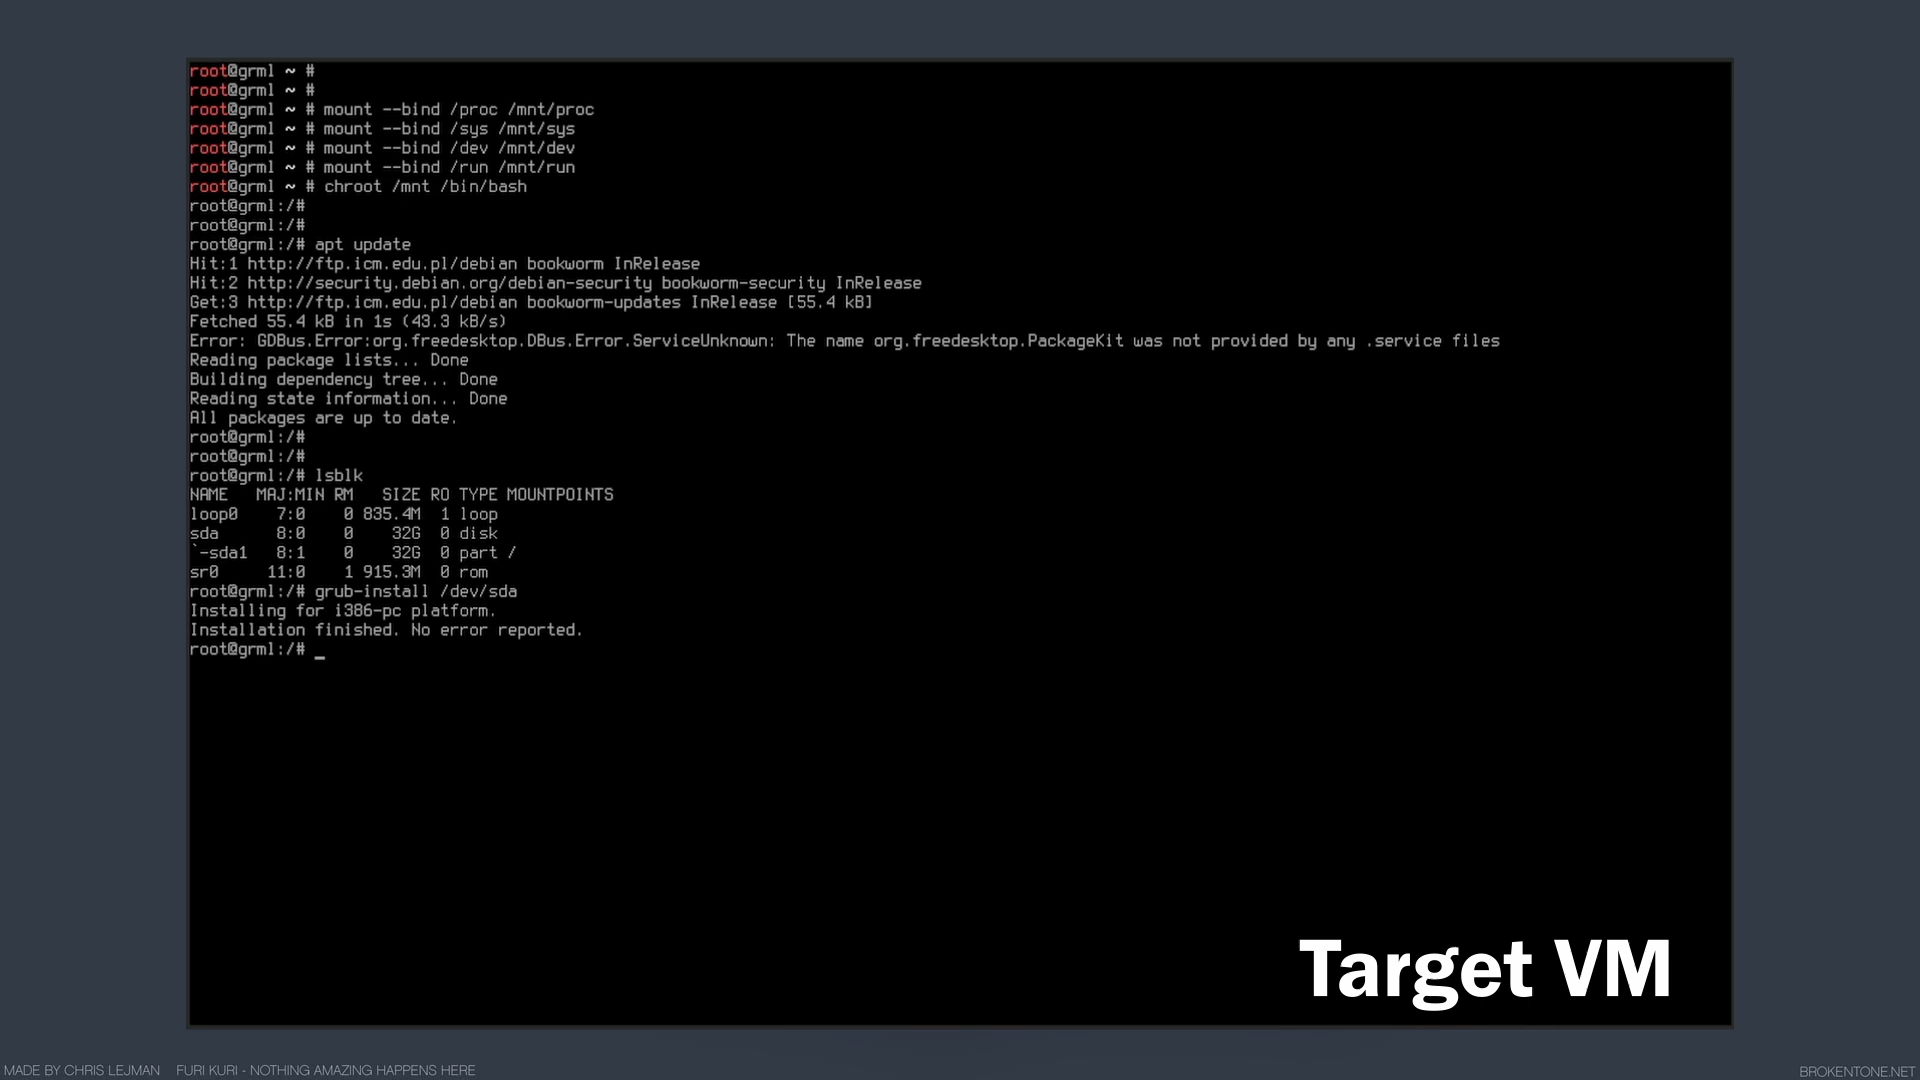 root@grml ~ #
root@grml ~ #
root@grml ~ # mount --bind /proc /mnt/proc
root@grml ~ # mount --bind /sys /mnt/sys
root@grml ~ # mount --bind /dev /mnt/dev
root@grml ~ # mount --bind /run /mnt/run
root@grml ~ # chroot /mnt /bin/bash
root@grml:/#
root@grml:/#
root@grml:/# apt update
Hit:1 http://ftp.icm.edu.pl/debian bookworm InRelease
Hit:2 http://security.debian.org/debian-security bookworm-security InRelease
Get:3 http://ftp.icm.edu.pl/debian bookworm-updates InRelease [55.4 kB]
Fetched 55.4 kB in 1s (43.3 kB/s)
Error: GDBus.Error:org.freedesktop.DBus.Error.ServiceUnknown: The name org.freedesktop.PackageKit was not provided by any .service files
Reading package lists... Done
Building dependency tree... Done
Reading state information... Done
All packages are up to date.
root@grml:/#
root@grml:/#
root@grml:/# lsblk
NAME   MAJ:MIN RM   SIZE RO TYPE MOUNTPOINTS
loop0    7:0    0 835.4M  1 loop
sda      8:0    0    32G  0 disk
`-sda1   8:1    0    32G  0 part /
sr0     11:0    1 915.3M  0 rom
root@grml:/# grub-install /dev/sda
Installing for i386-pc platform.
Installation finished. No error reported.
root@grml:/# _
Target VM
MADE BY CHRIS LEJMAN FURI KURI - NOTHING AMAZING HAPPENS HERE
BROKENTONE.NET